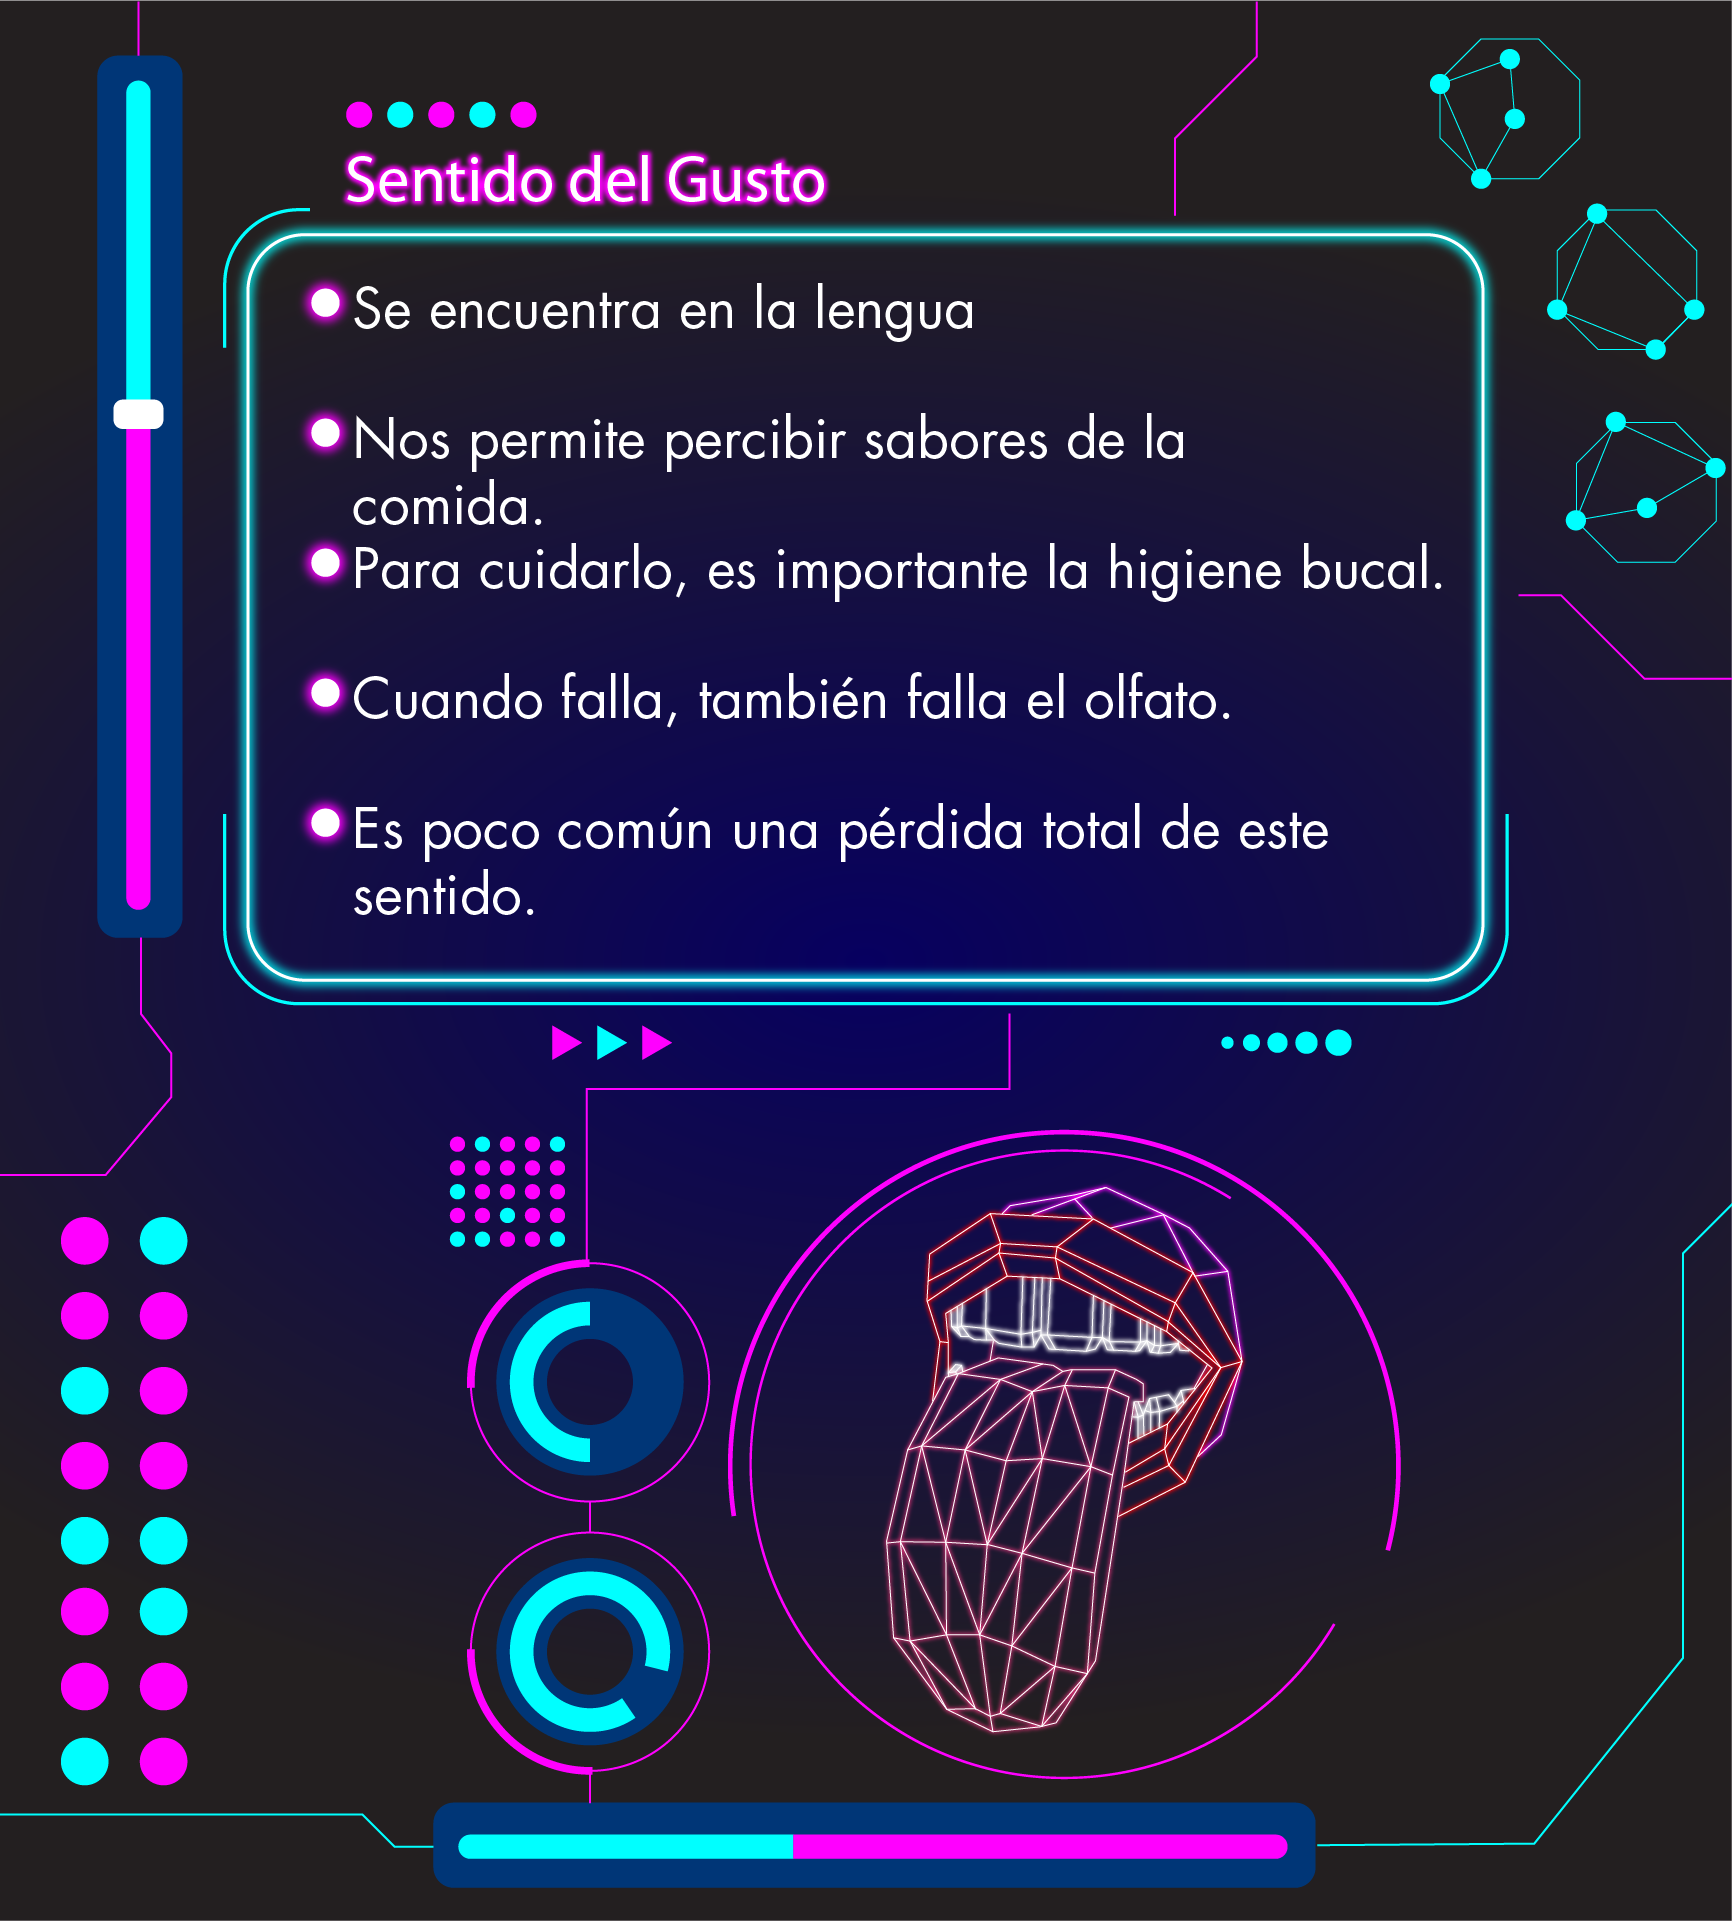 Sentido del Gusto
Se encuentra en la lengua
Nos permite percibir sabores de la
comida.
Para cuidarlo, es importante la higiene bucal.
Cuando falla, también falla el olfato.
Es poco común una pérdida total de este
sentido.